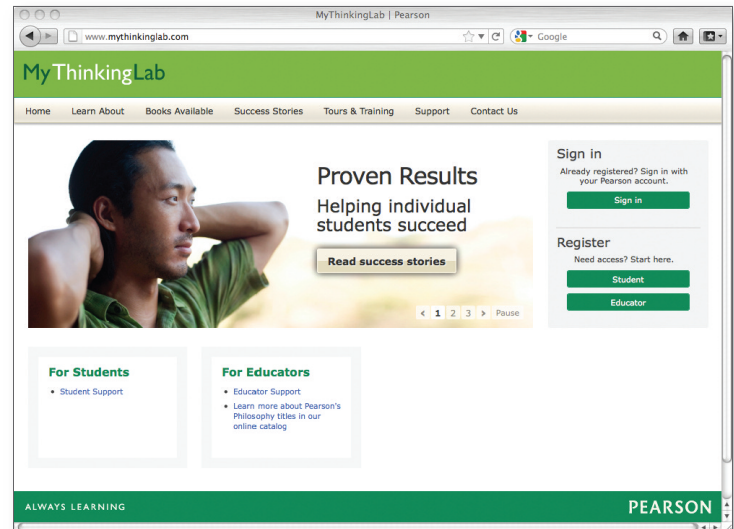 MyThinkingLab | Pearson
www.mythinkinglab.com
Google
MyThinkingLab
Home Learn About Books Available Success Stories Tours & Training Support Contact Us
Proven Results
Helping individual
students succeed
Read success stories
1 2 3 Pause
Sign in
Already registered? Sign in with
your Pearson account.
Sign in
Register
Need access? Start here.
Student
Educator
For Students
• Student Support
For Educators
• Educator Support
• Learn more about Pearson's
Philosophy titles in our
online catalog
ALWAYS LEARNING
PEARSON